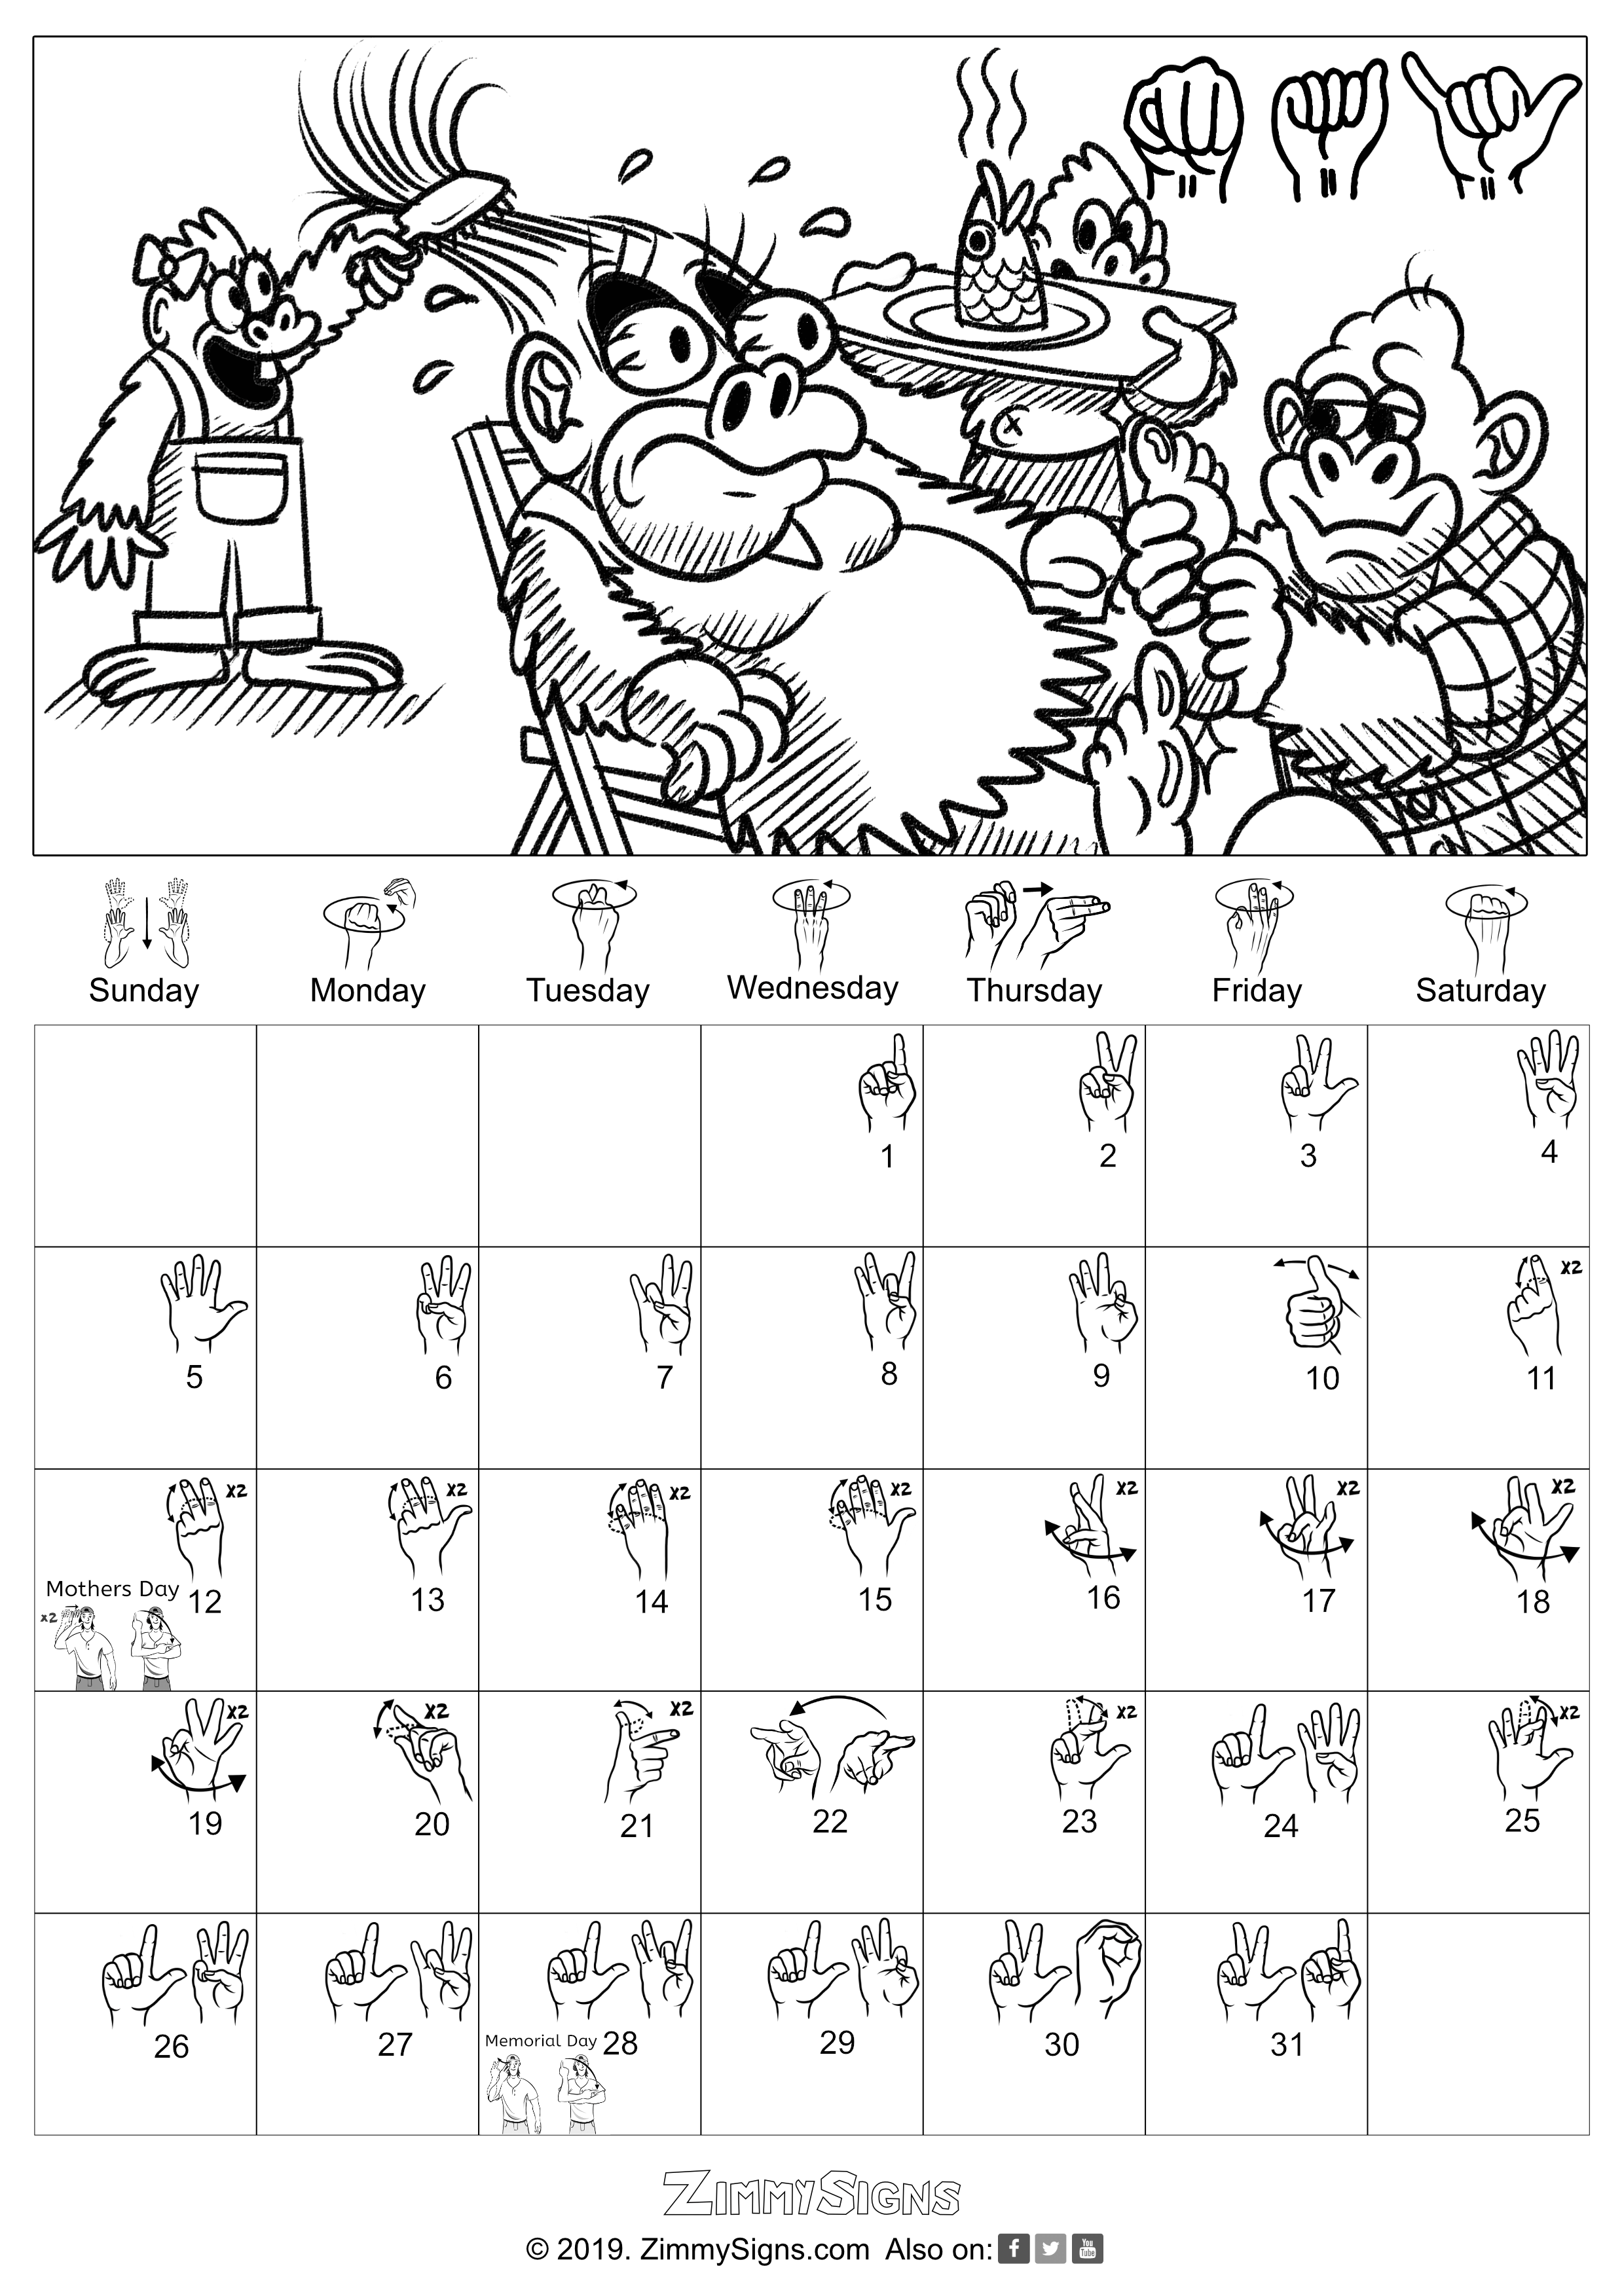 Sunday Monday Tuesday Wednesday Thursday Friday Saturday
1 2 3 4
X2
5 6 7 8 9 10 11
X2 X2 X2 X2 X2 X2 X2
Mothers Day 12 13 14 15 16 17 18
X2
X2 X2 X2 X2 X2
19 20 21 22 23 24 25
26 27 Memorial Day 28 29 30 31
ZIMMYSIGNS
© 2019. ZimmySigns.com Also on: f You Tube